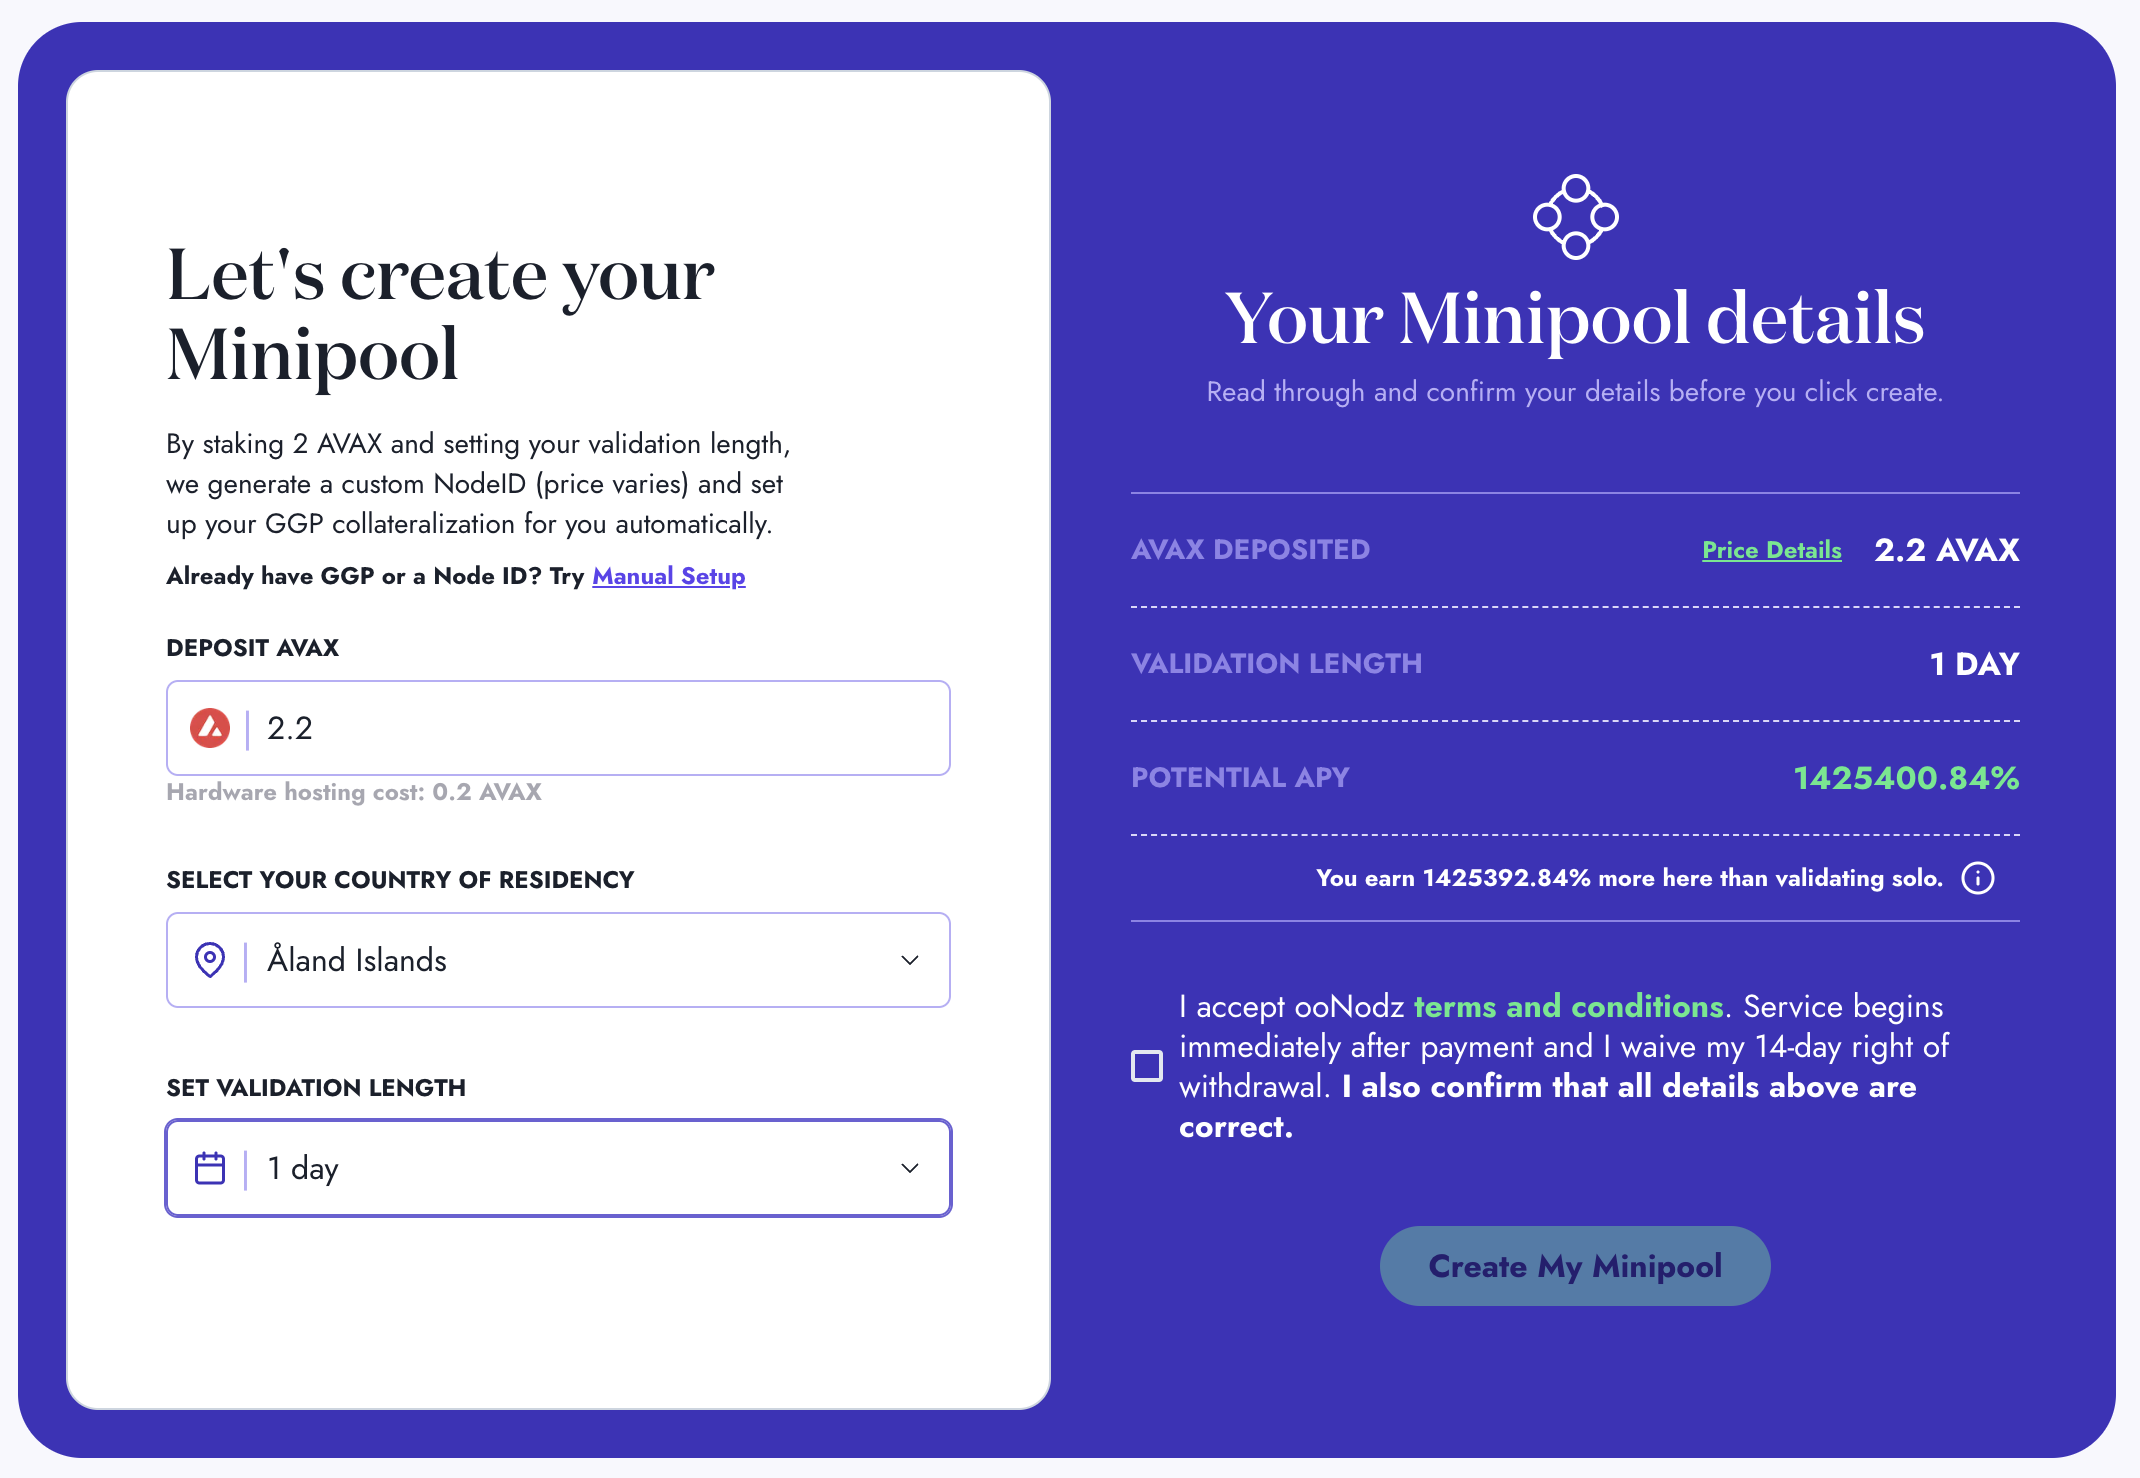 Let's create your
Minipool
By staking 2 AVAX and setting your validation length,
we generate a custom NodeID (price varies) and set
up your GGP collateralization for you automatically.
Already have GGP or a Node ID? Try Manual Setup
DEPOSIT AVAX
2.2
Hardware hosting cost: 0.2 AVAX
SELECT YOUR COUNTRY OF RESIDENCY
Åland Islands
SET VALIDATION LENGTH
1 day
Your Minipool details
Read through and confirm your details before you click create.
AVAX DEPOSITED Price Details 2.2 AVAX
VALIDATION LENGTH 1 DAY
POTENTIAL APY 1425400.84%
You earn 1425392.84% more here than validating solo.
I accept ooNodz terms and conditions. Service begins
immediately after payment and I waive my 14-day right of
withdrawal. I also confirm that all details above are
correct.
Create My Minipool